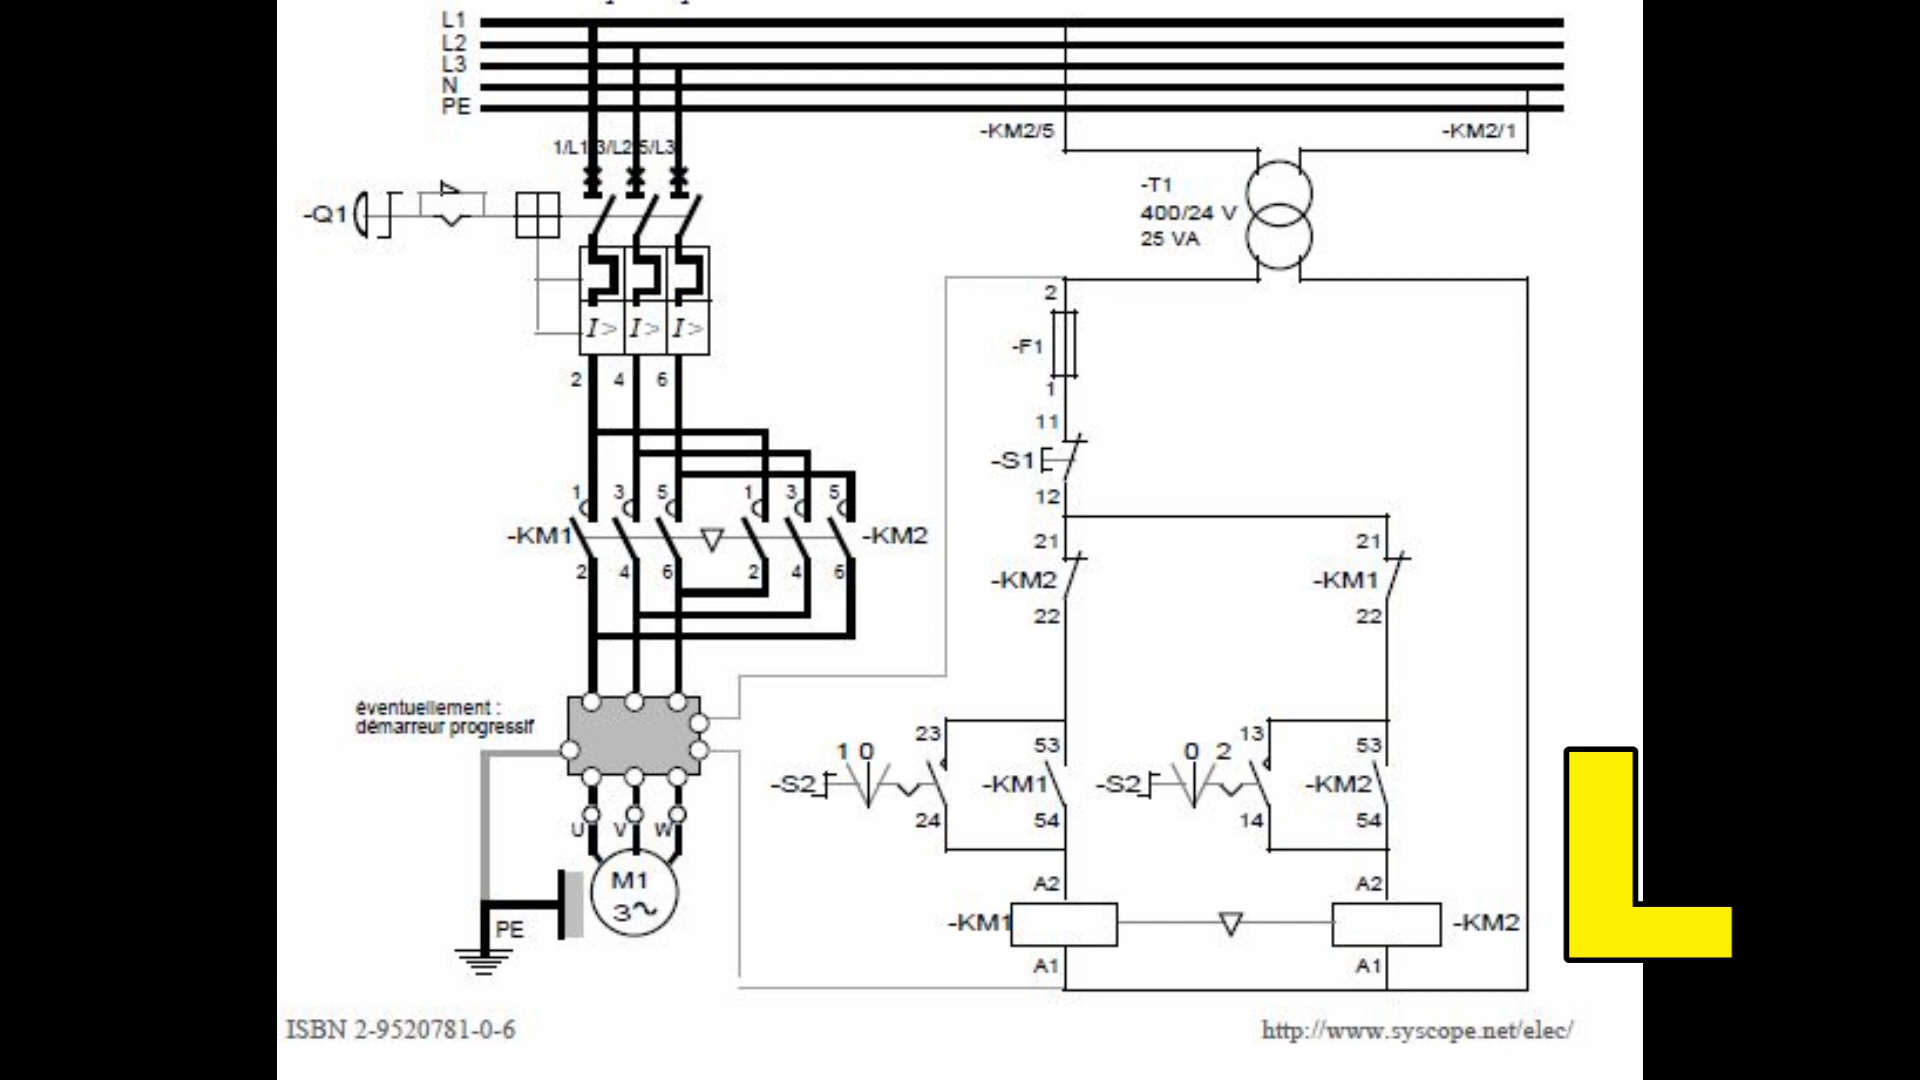 L1
L2
L3
N
PE
-KM2/5
-KM2/1
1/L1 3/L2 5/L3
-Q1
-T1
400/24 V
25 VA
I> I> I>
2 4 6
2
-F1
1
11
-S1
12
1 3 5 1 3 5
-KM1
-KM2
2 4 6 2 4 6
21
-KM2
22
21
-KM1
22
éventuellement :
démarreur progressif
1 0
-S2
23
24
53
-KM1
54
0 2
-S2
13
14
53
-KM2
54
U V W
M1
3~
PE
A2
-KM1
A1
A2
-KM2
A1
L
ISBN 2-9520781-0-6
http://www.syscope.net/elec/